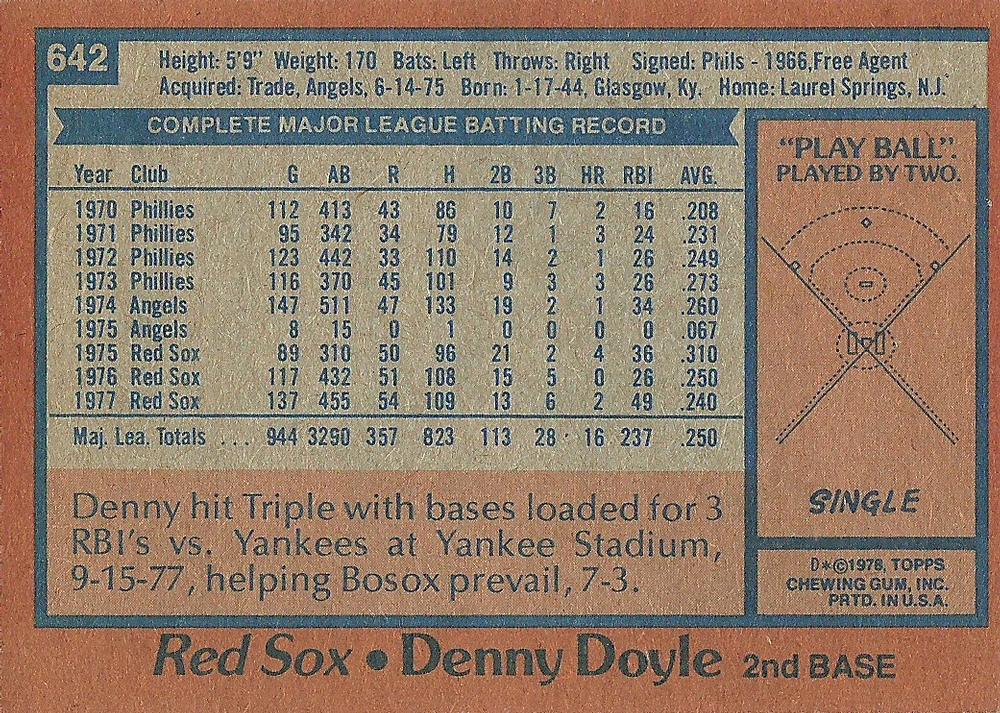 642
Height: 5'9" Weight: 170 Bats: Left Throws: Right Signed: Phils - 1966, Free Agent
Acquired: Trade, Angels, 6-14-75 Born: 1-17-44, Glasgow, Ky. Home: Laurel Springs, N.J.
COMPLETE MAJOR LEAGUE BATTING RECORD
Year Club G AB R H 2B 3B HR RBI AVG.
1970 Phillies 112 413 43 86 10 7 2 16 .208
1971 Phillies 95 342 34 79 12 1 3 24 .231
1972 Phillies 123 442 33 110 14 2 1 26 .249
1973 Phillies 116 370 45 101 9 3 3 26 .273
1974 Angels 147 511 47 133 19 2 1 34 .260
1975 Angels 8 15 0 1 0 0 0 0 .067
1975 Red Sox 89 310 50 96 21 2 4 36 .310
1976 Red Sox 117 432 51 108 15 5 0 26 .250
1977 Red Sox 137 455 54 109 13 6 2 49 .240
Maj. Lea. Totals ... 944 3290 357 823 113 28 16 237 .250
Denny hit Triple with bases loaded for 3
RBI's vs. Yankees at Yankee Stadium,
9-15-77, helping Bosox prevail, 7-3.
"PLAY BALL".
PLAYED BY TWO.
SINGLE
D*©1978, TOPPS
CHEWING GUM, INC.
PRTD. IN U.S.A.
Red Sox • Denny Doyle 2nd BASE